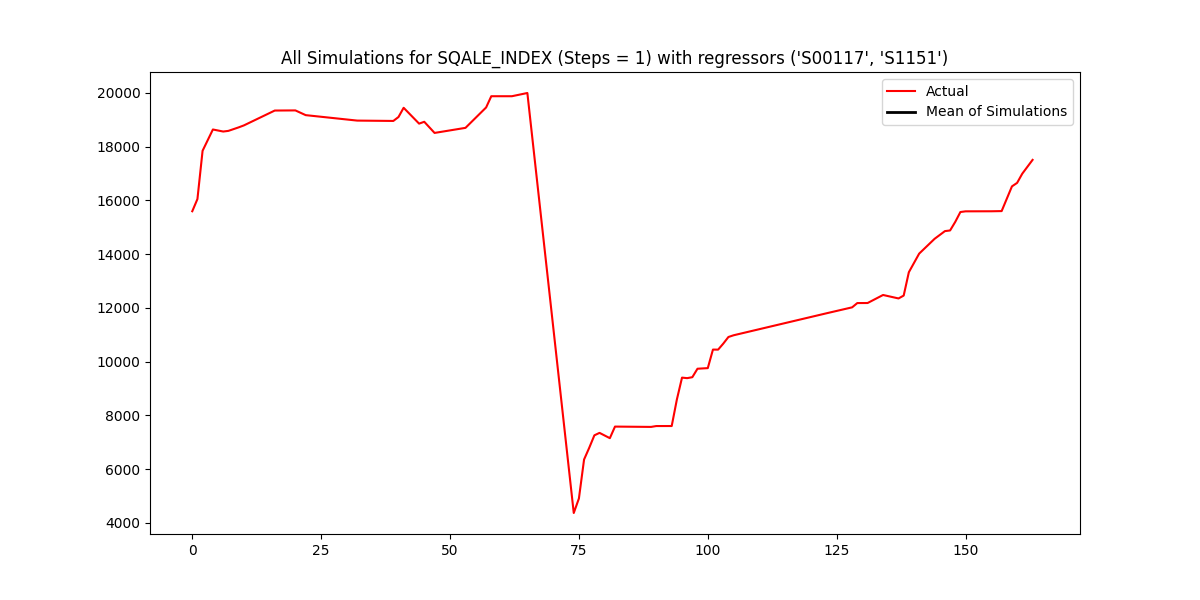 All Simulations for SQALE_INDEX (Steps = 1) with regressors ('S00117', 'S1151')
Actual
Mean of Simulations
20000
18000
16000
14000
12000
10000
8000
6000
4000
0 25 50 75 100 125 150